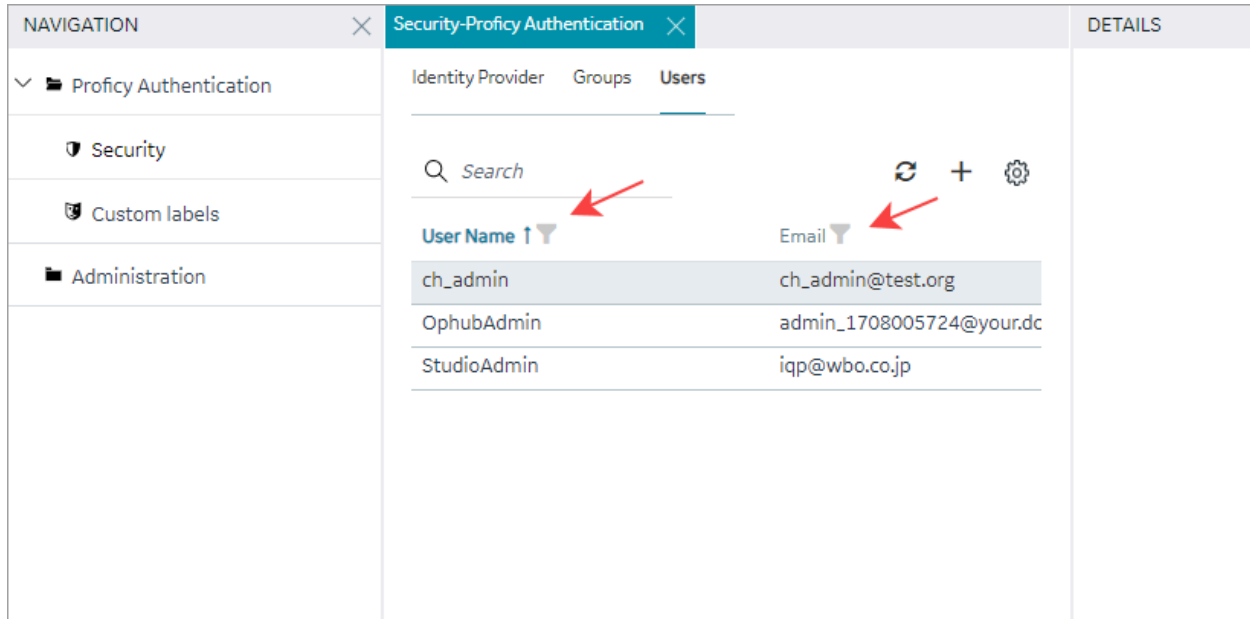 NAVIGATION
Proficy Authentication
Security
Custom labels
Administration
Security-Proficy Authentication
Identity Provider Groups Users
Search
User Name Email
ch_admin ch_admin@test.org
OphubAdmin admin_1708005724@your.dc
StudioAdmin iqp@wbo.co.jp
DETAILS